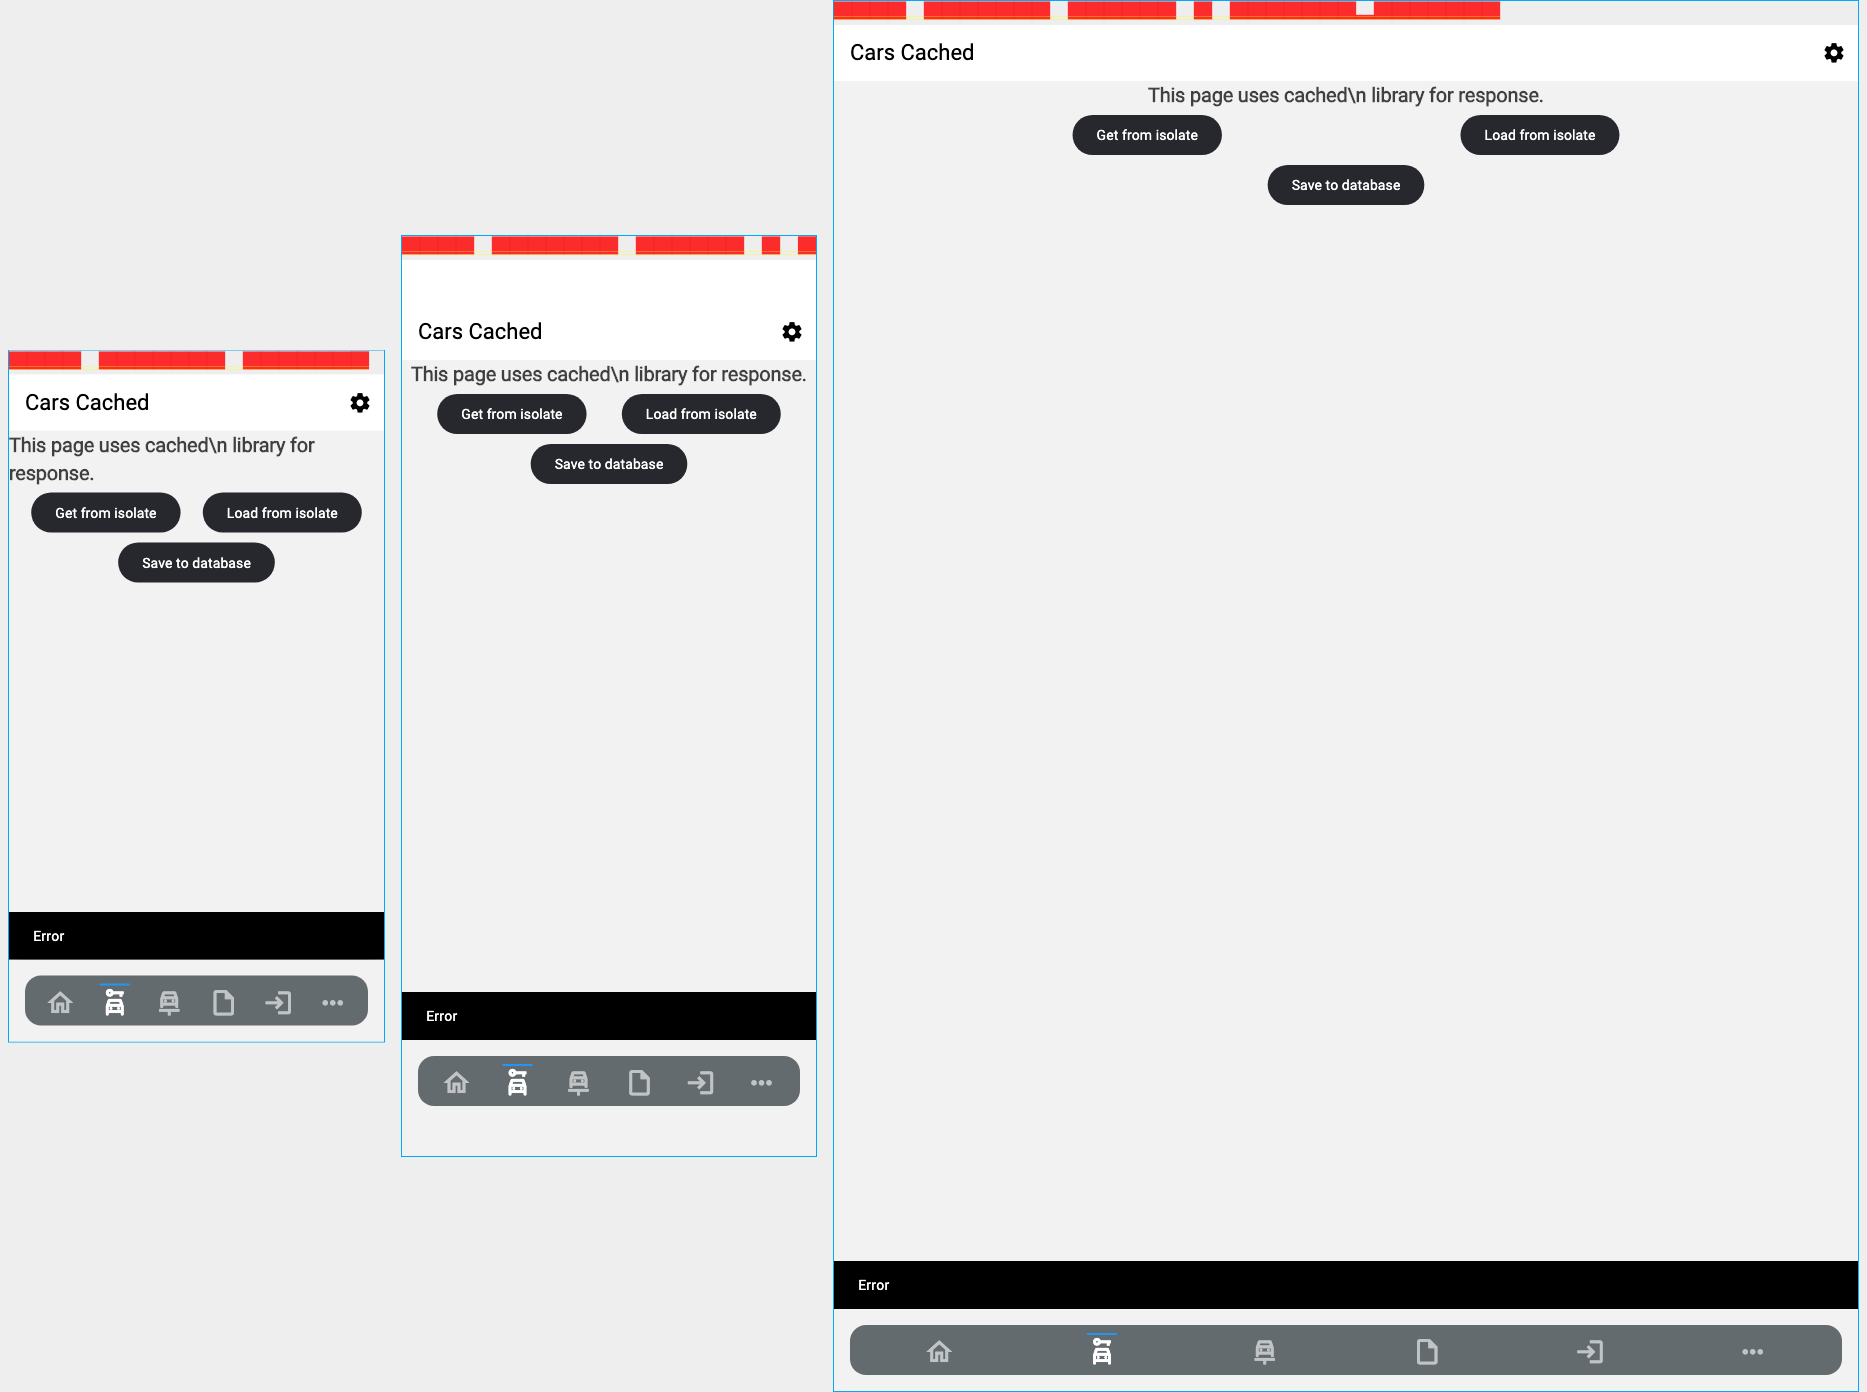 Cars Cached
This page uses cached\n library for
response.
Get from isolate
Load from isolate
Save to database
Error
Cars Cached
This page uses cached\n library for response.
Get from isolate
Load from isolate
Save to database
Error
Cars Cached
This page uses cached\n library for response.
Get from isolate
Load from isolate
Save to database
Error